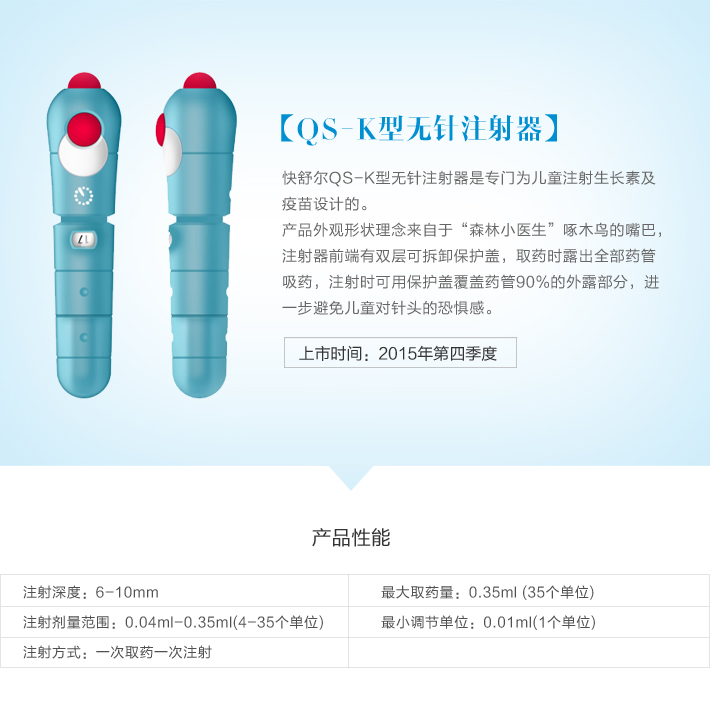 【QS-K型无针注射器】
快舒尔QS-K型无针注射器是专门为儿童注射生长素及
疫苗设计的。
产品外观形状理念来自于“森林小医生”啄木鸟的嘴巴，
注射器前端有双层可拆卸保护盖，取药时露出全部药管
吸药，注射时可用保护盖覆盖药管90%的外露部分，进
一步避免儿童对针头的恐惧感。
上市时间：2015年第四季度
17
产品性能
注射深度：6-10mm
最大取药量：0.35ml (35个单位)
注射剂量范围：0.04ml-0.35ml(4-35个单位)
最小调节单位：0.01ml(1个单位)
注射方式：一次取药一次注射